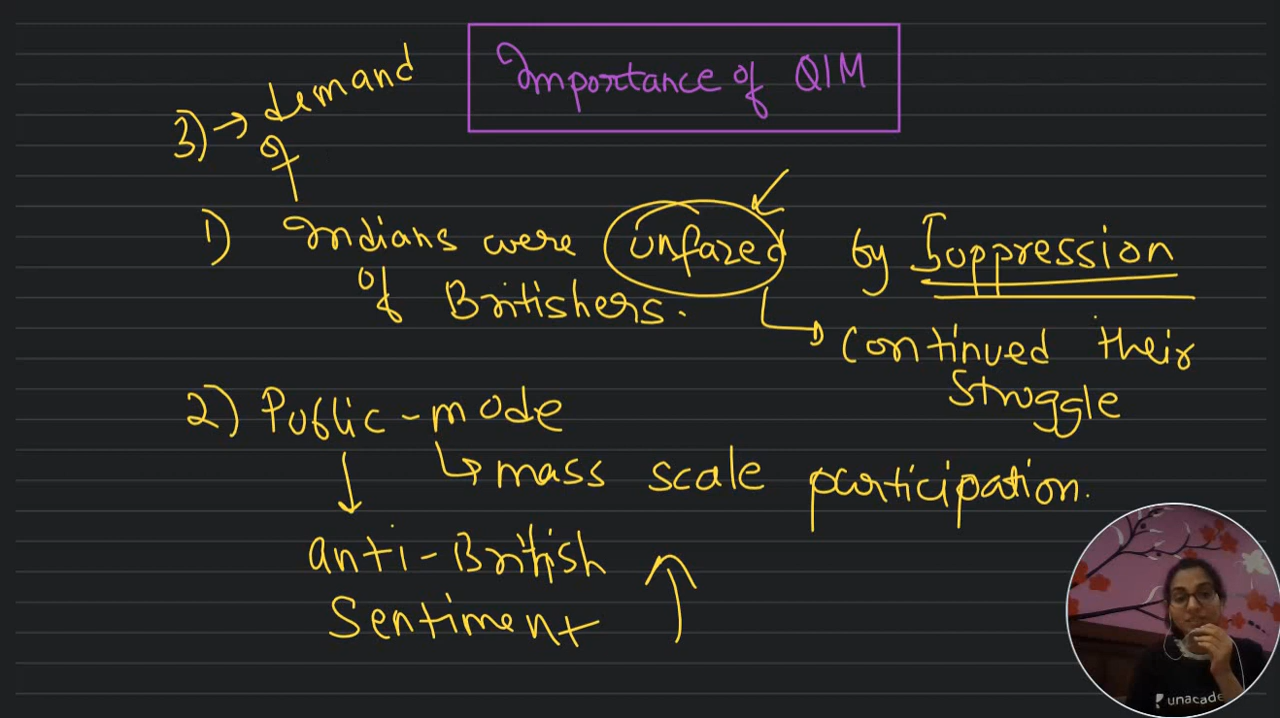 Importance of QIM
3) → demand
of
1) Indians were unfazed by Suppression
of Britishers.
→ continued their
struggle
2) Public - mode
↳ mass scale participation.
↓
anti-British ↑
Sentiment
unacade